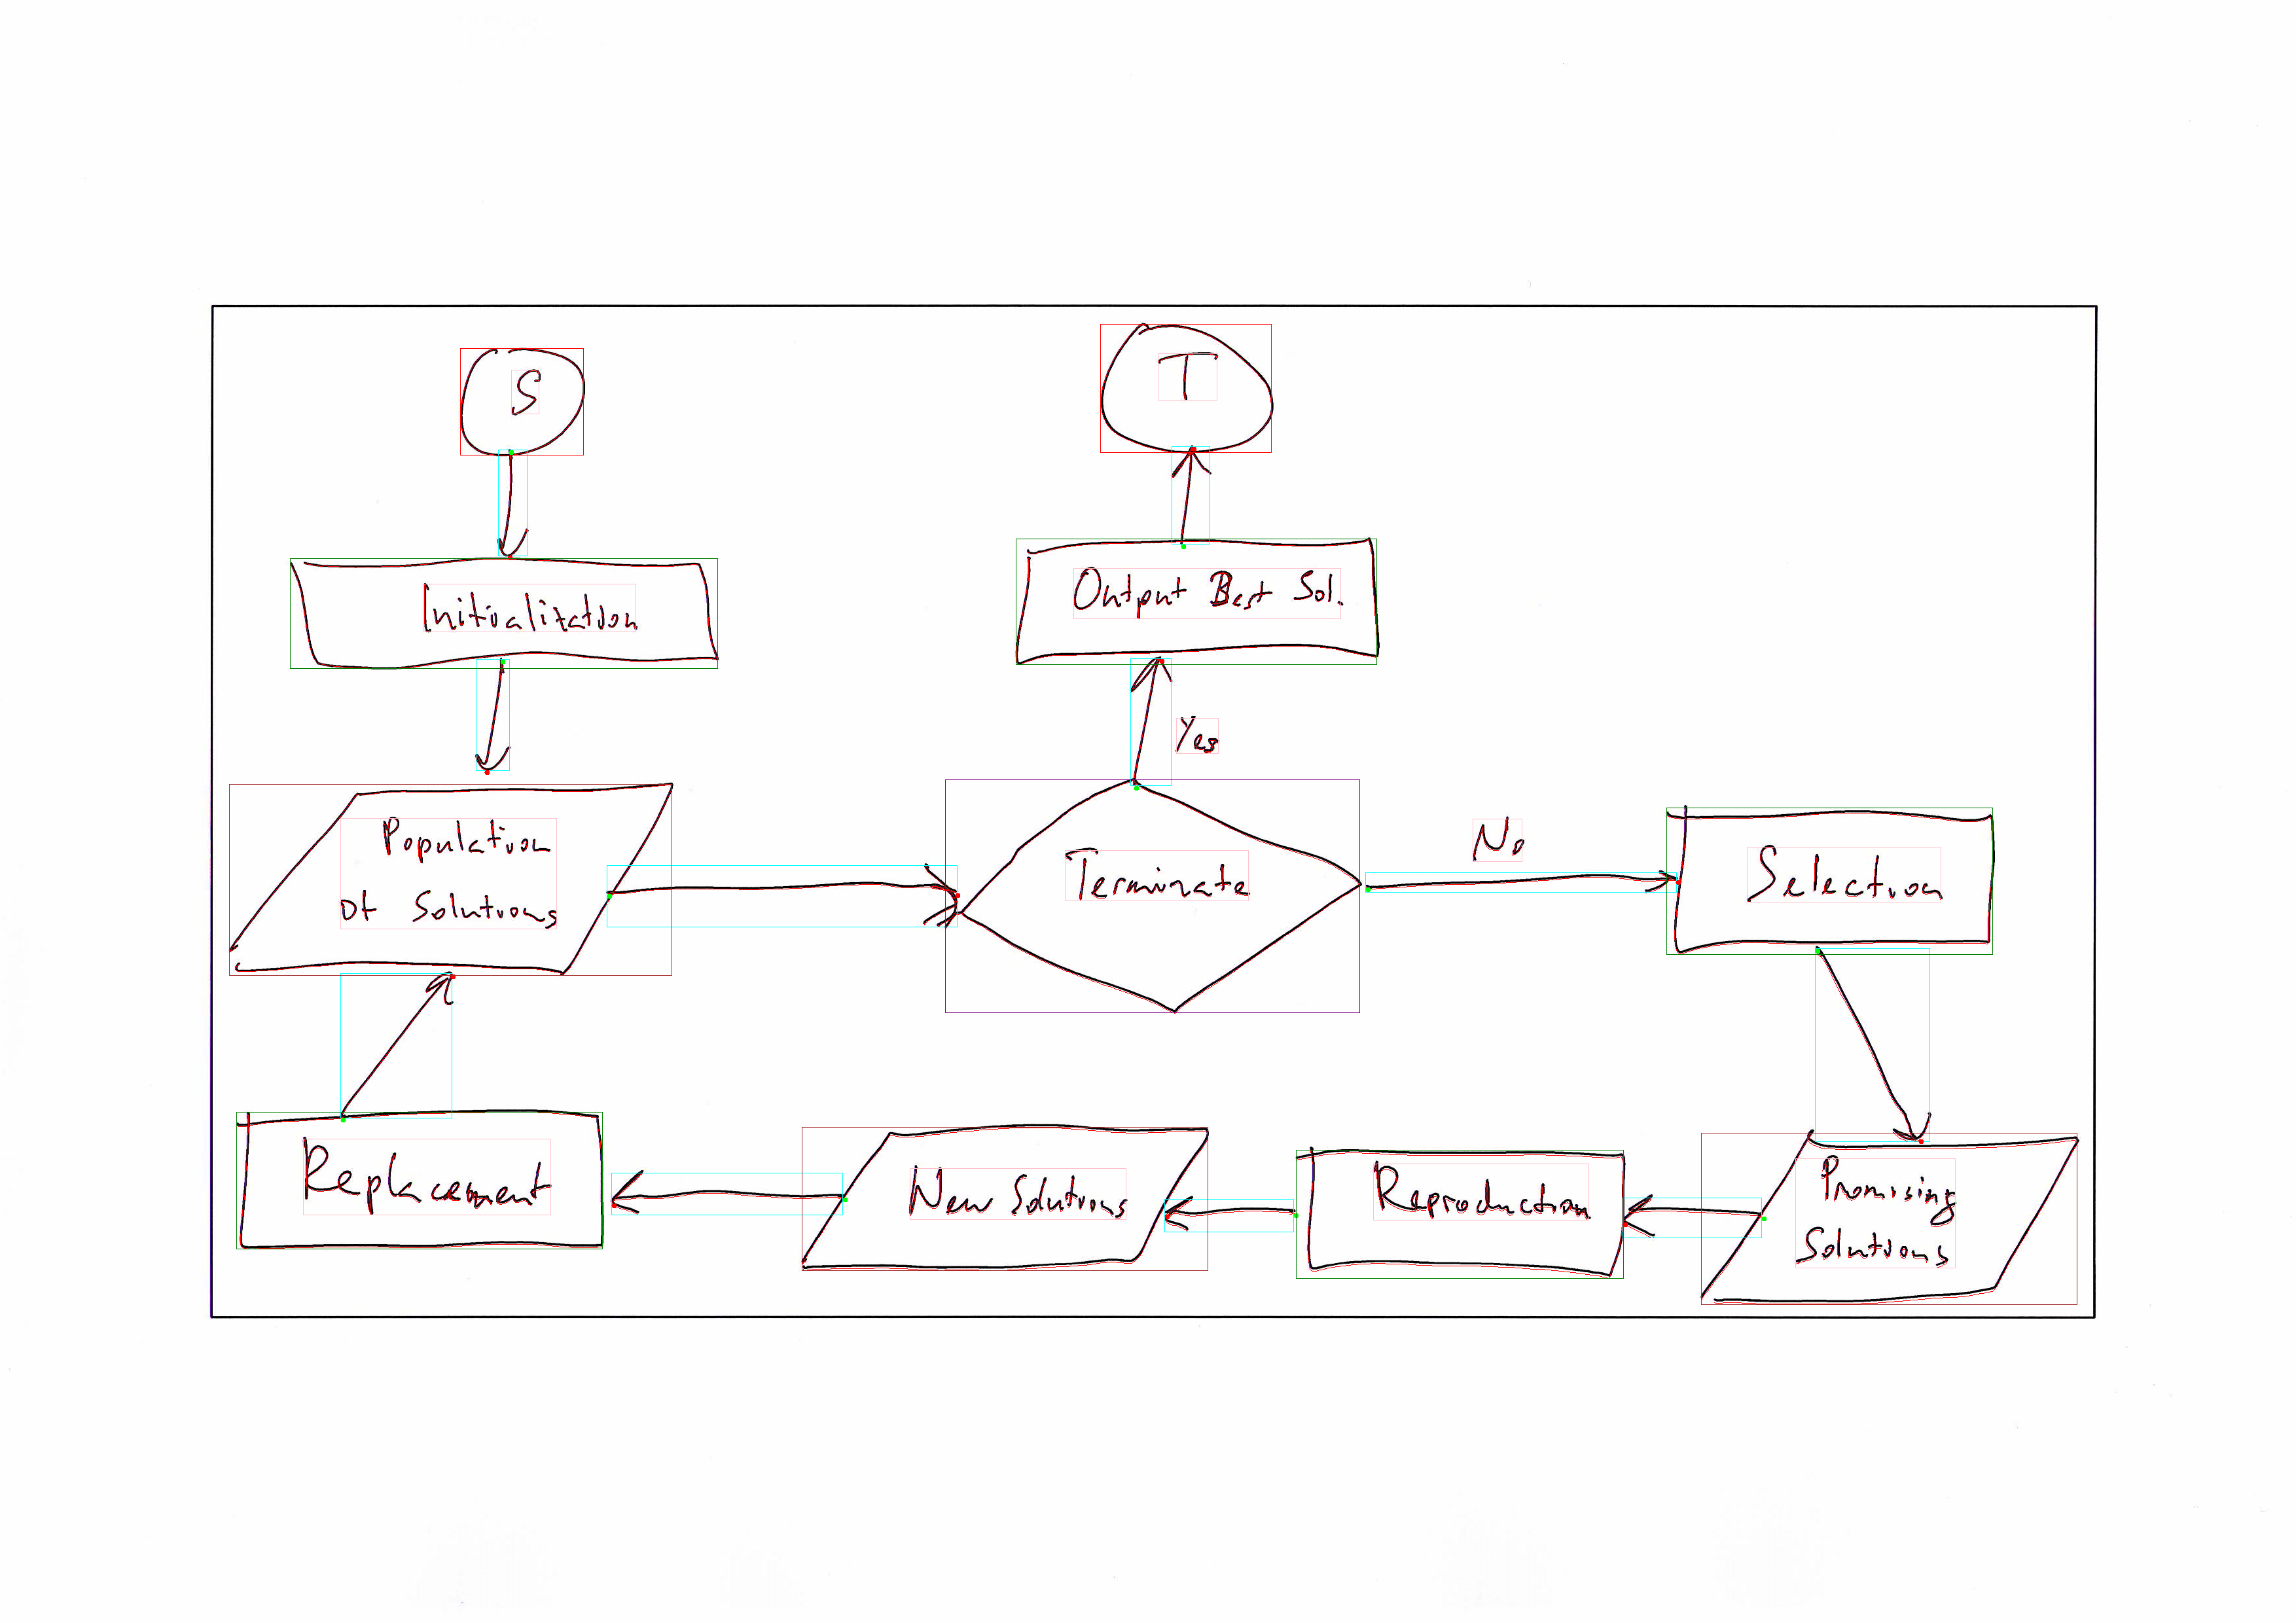 S
T
Initialization
Output Best Sol.
Yes
Population
of Solutions
Terminate
No
Selection
Replacement
New Solutions
Reproduction
Promising
Solutions